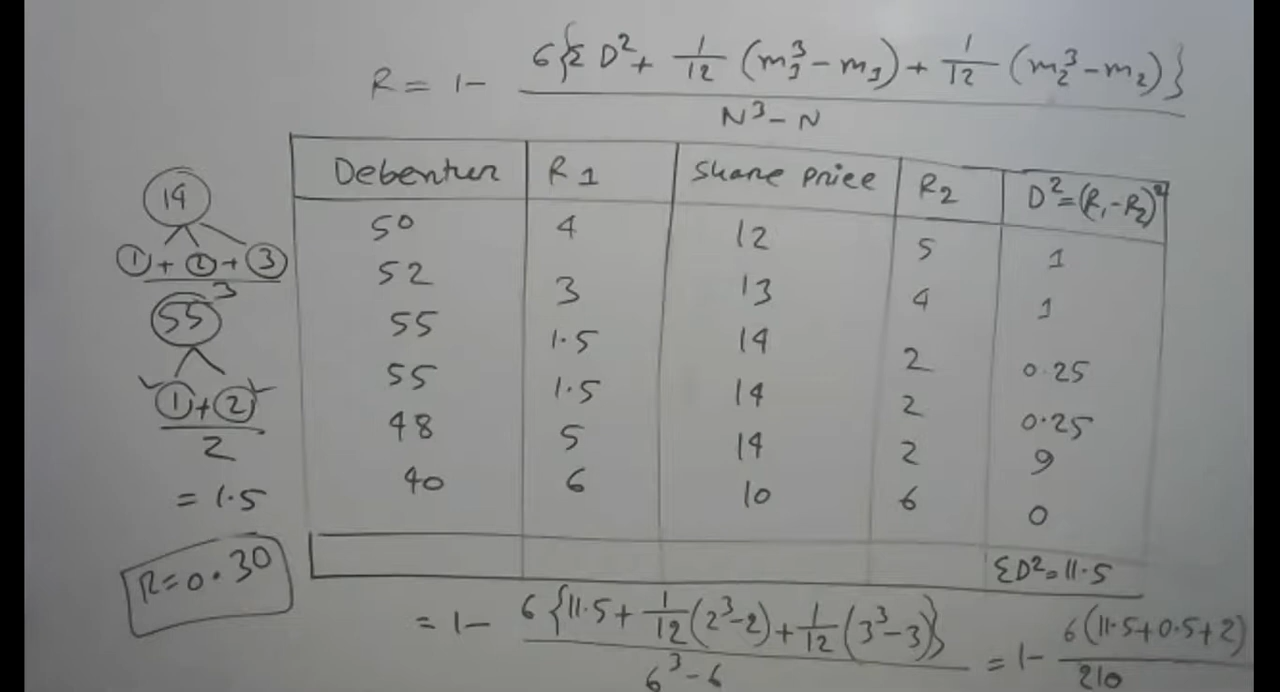 R = 1 - 6{Σ D² + 1/12 (m₁³ - m₁) + 1/12 (m₂³ - m₂)} / N³ - N
Debenture R1 Share price R₂ D²=(R₁-R₂)²
50 4 12 5 1
52 3 13 4 1
55 1.5 14 2 0.25
55 1.5 14 2 0.25
48 5 14 2 9
40 6 10 6 0
ΣD²=11.5
14
1 + 2 + 3
3
55
1 + 2
2
= 1.5
R=0.30
= 1 - 6{11.5 + 1/12 (2³-2) + 1/12 (3³-3)} / 6³-6 = 1 - 6(11.5+0.5+2) / 210